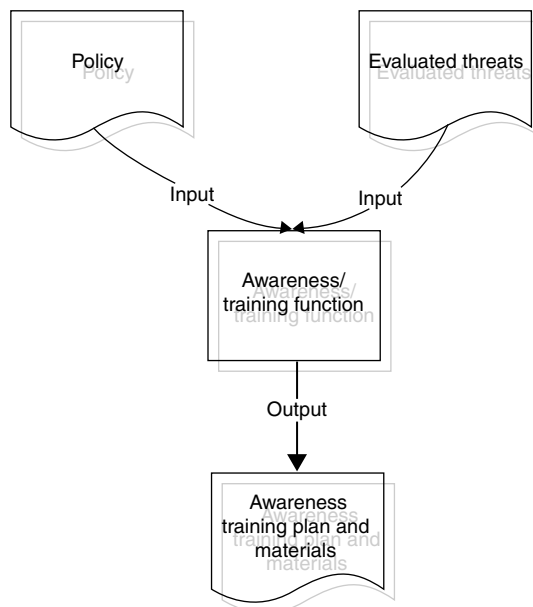 Policy
Evaluated threats
Input
Input
Awareness/
training function
Output
Awareness
training plan and
materials